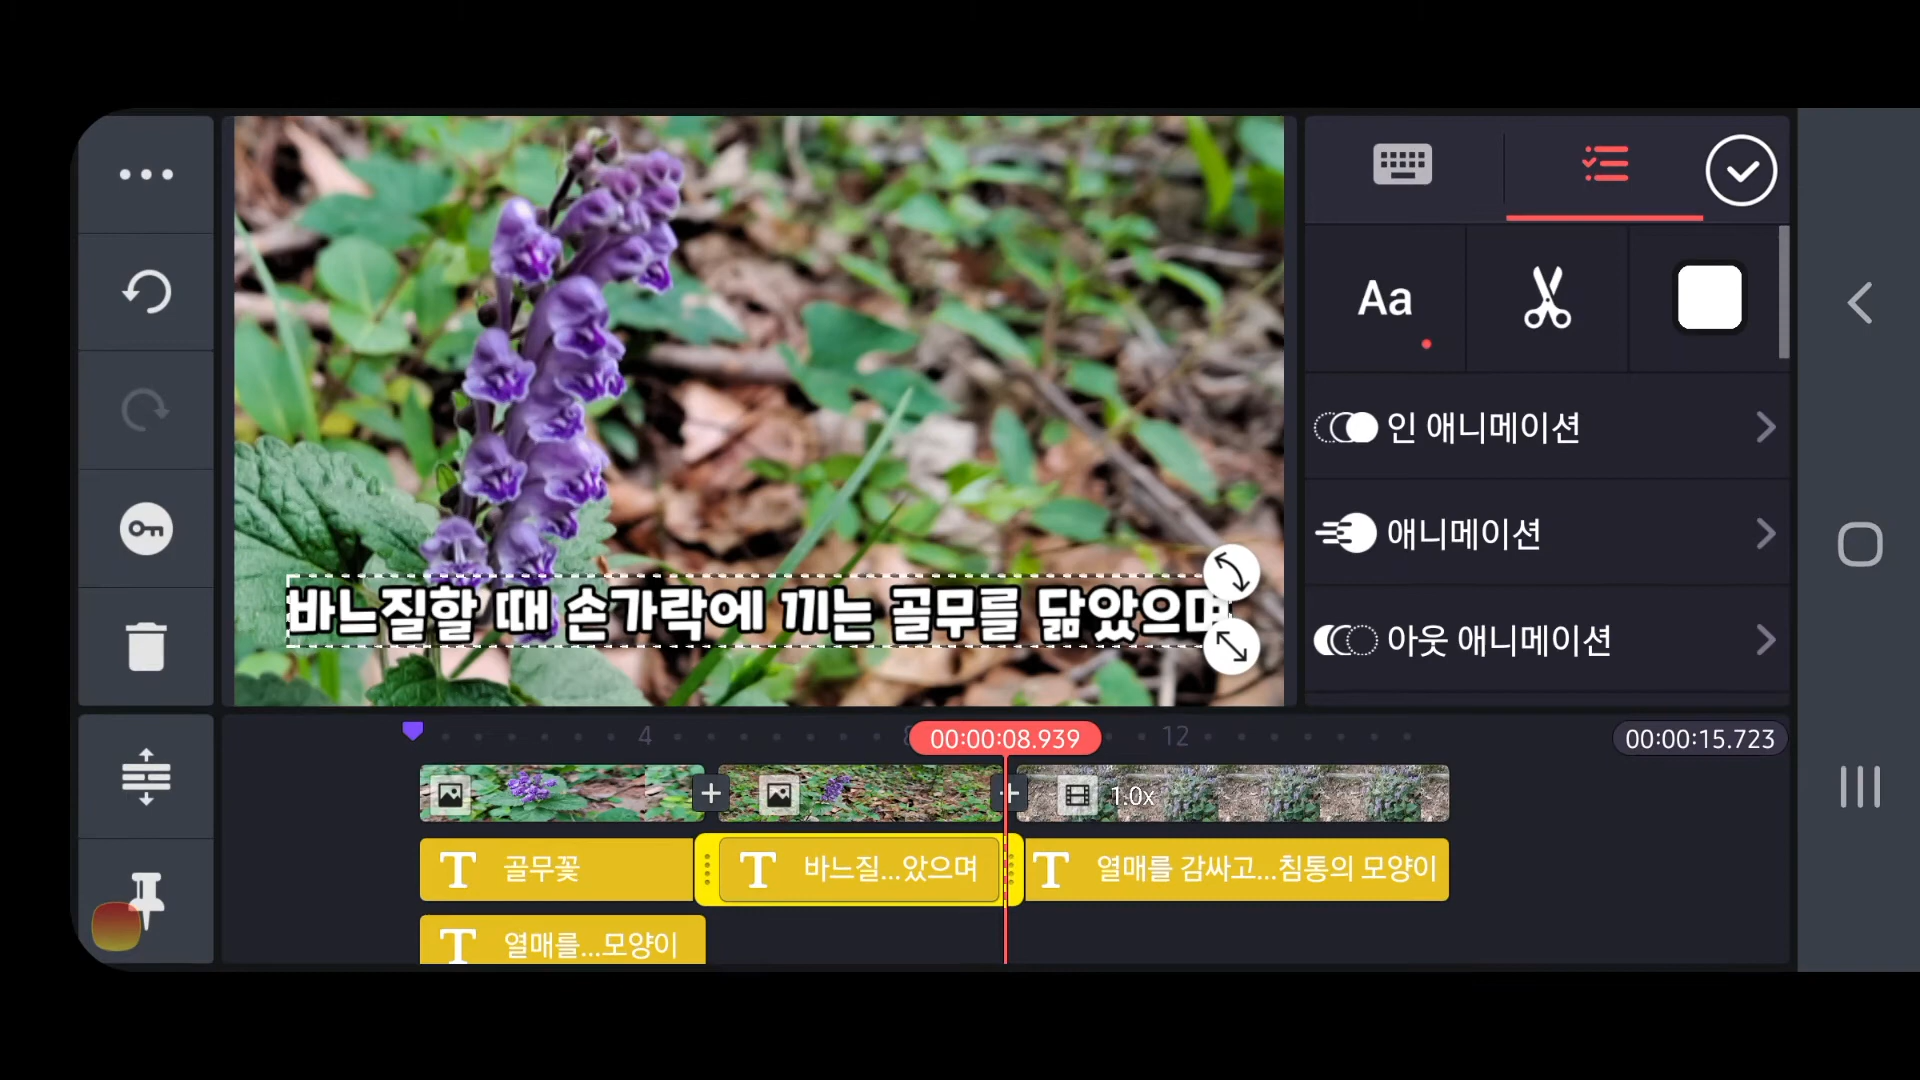 Aa
인 애니메이션
애니메이션
아웃 애니메이션
바느질할 때 손가락에 끼는 골무를 닮았으며
4
8
00:00:08.939
12
00:00:15.723
1.0x
T 골무꽃
T 바느질...았으며
T 열매를 감싸고...침통의 모양이
T 열매를...모양이